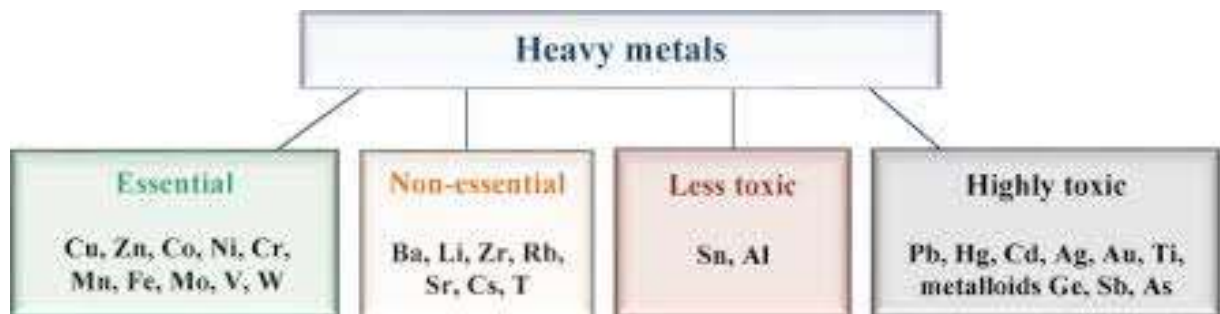 Heavy metals
Essential
Cu, Zn, Co, Ni, Cr,
Mn, Fe, Mo, V, W
Non-essential
Ba, Li, Zr, Rb,
Sr, Cs, T
Less toxic
Sn, Al
Highly toxic
Pb, Hg, Cd, Ag, Au, Ti,
metalloids Ge, Sb, As